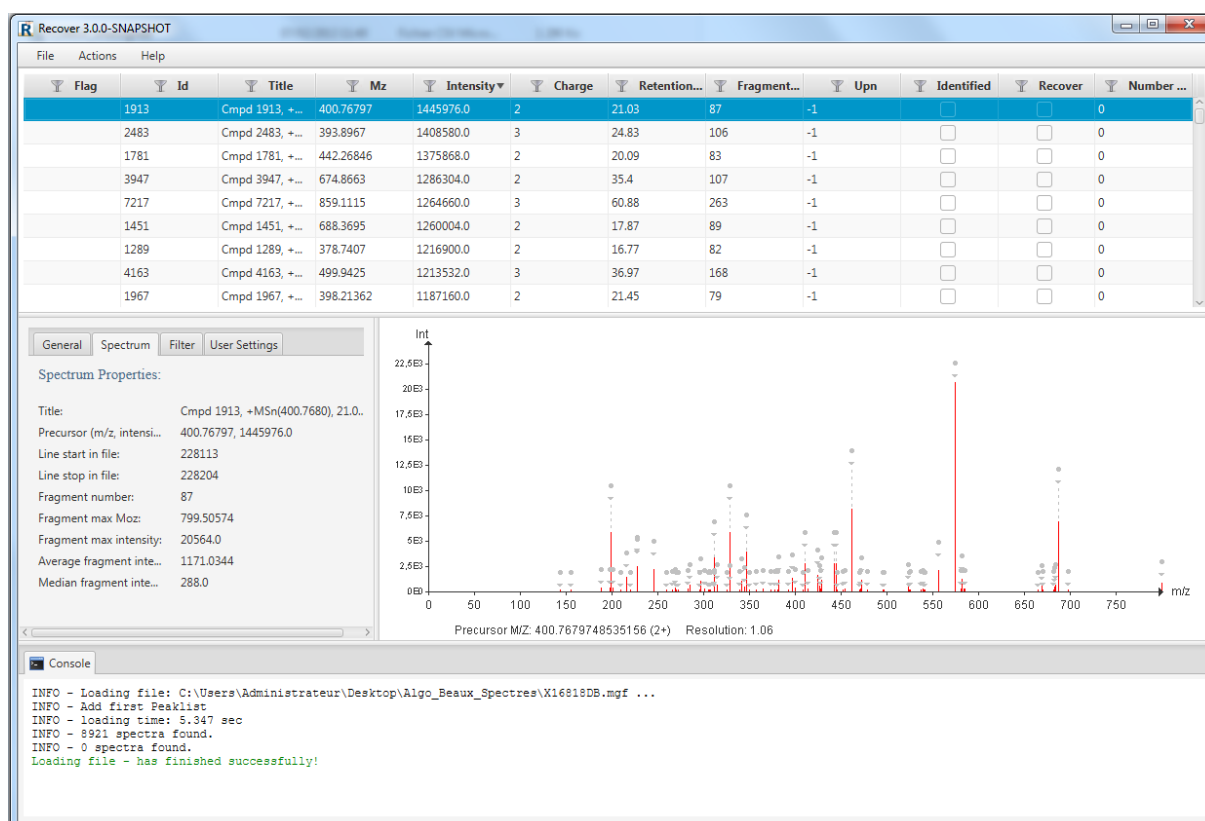 Recover 3.0.0-SNAPSHOT
File Actions Help
Flag Id Title Mz Intensity▼ Charge Retention... Fragment... Upn Identified Recover Number ...
1913 Cmpd 1913, +... 400.76797 1445976.0 2 21.03 87 -1 0
2483 Cmpd 2483, +... 393.8967 1408580.0 3 24.83 106 -1 0
1781 Cmpd 1781, +... 442.26846 1375868.0 2 20.09 83 -1 0
3947 Cmpd 3947, +... 674.8663 1286304.0 2 35.4 107 -1 0
7217 Cmpd 7217, +... 859.1115 1264660.0 3 60.88 263 -1 0
1451 Cmpd 1451, +... 688.3695 1260004.0 2 17.87 89 -1 0
1289 Cmpd 1289, +... 378.7407 1216900.0 2 16.77 82 -1 0
4163 Cmpd 4163, +... 499.9425 1213532.0 3 36.97 168 -1 0
1967 Cmpd 1967, +... 398.21362 1187160.0 2 21.45 79 -1 0
General Spectrum Filter User Settings
Spectrum Properties:
Title: Cmpd 1913, +MSn(400.7680), 21.0..
Precursor (m/z, intensi... 400.76797, 1445976.0
Line start in file: 228113
Line stop in file: 228204
Fragment number: 87
Fragment max Moz: 799.50574
Fragment max intensity: 20564.0
Average fragment inte... 1171.0344
Median fragment inte... 288.0
Int
22,5E3
20E3
17,5E3
15E3
12,5E3
10E3
7,5E3
5E3
2,5E3
0E0
0 50 100 150 200 250 300 350 400 450 500 550 600 650 700 750 m/z
Precursor M/Z: 400.7679748535156 (2+) Resolution: 1.06
Console
INFO - Loading file: C:\Users\Administrateur\Desktop\Algo_Beaux_Spectres\X16818DB.mgf ...
INFO - Add first Peaklist
INFO - loading time: 5.347 sec
INFO - 8921 spectra found.
INFO - 0 spectra found.
Loading file - has finished successfully!